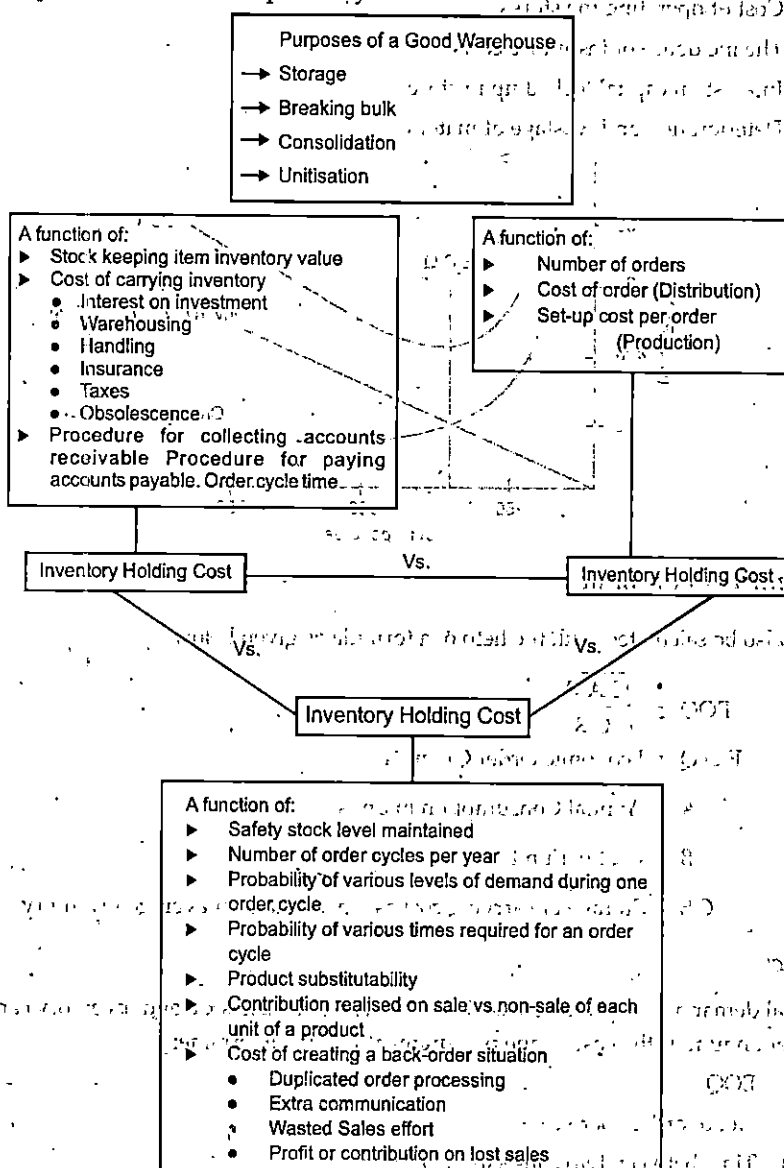 Purposes of a Good Warehouse
→ Storage
→ Breaking bulk
→ Consolidation
→ Unitisation
A function of:
▶ Stock keeping item inventory value
▶ Cost of carrying inventory
• Interest on investment
• Warehousing
• Handling
• Insurance
• Taxes
• Obsolescence
▶ Procedure for collecting accounts
receivable Procedure for paying
accounts payable. Order cycle time
A function of:
▶ Number of orders
▶ Cost of order (Distribution)
▶ Set-up cost per order
(Production)
Inventory Holding Cost
Vs.
Inventory Holding Cost
Vs.
Vs.
Inventory Holding Cost
A function of:
▶ Safety stock level maintained
▶ Number of order cycles per year
▶ Probability of various levels of demand during one
order cycle
▶ Probability of various times required for an order
cycle
▶ Product substitutability
▶ Contribution realised on sale vs non-sale of each
unit of a product
▶ Cost of creating a back-order situation
• Duplicated order processing
• Extra communication
• Wasted Sales effort
• Profit or contribution on lost sales